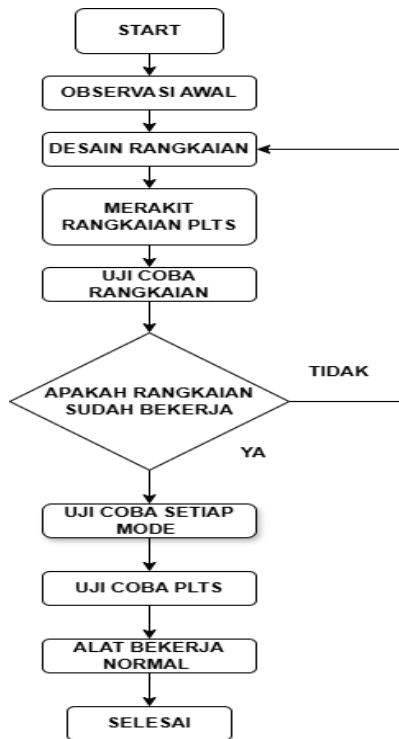 START
OBSERVASI AWAL
DESAIN RANGKAIAN
MERAKIT
RANGKAIAN PLTS
UJI COBA
RANGKAIAN
APAKAH RANGKAIAN
SUDAH BEKERJA
TIDAK
YA
UJI COBA SETIAP
MODE
UJI COBA PLTS
ALAT BEKERJA
NORMAL
SELESAI